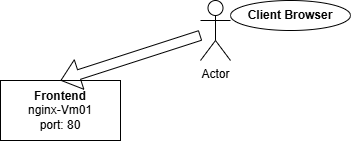 Client Browser
Actor
Frontend
nginx-Vm01
port: 80